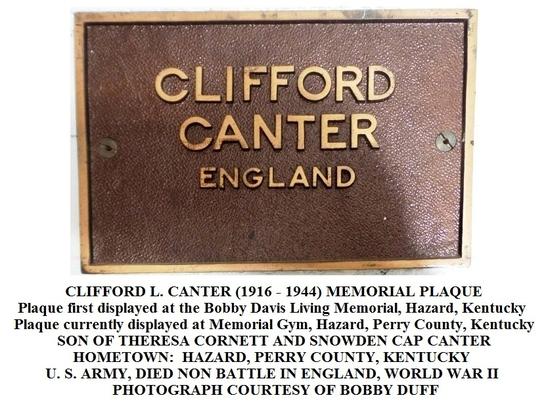 CLIFFORD
CANTER
ENGLAND
CLIFFORD L. CANTER (1916 - 1944) MEMORIAL PLAQUE
Plaque first displayed at the Bobby Davis Living Memorial, Hazard, Kentucky
Plaque currently displayed at Memorial Gym, Hazard, Perry County, Kentucky
SON OF THERESA CORNETT AND SNOWDEN CAP CANTER
HOMETOWN: HAZARD, PERRY COUNTY, KENTUCKY
U. S. ARMY, DIED NON BATTLE IN ENGLAND, WORLD WAR II
PHOTOGRAPH COURTESY OF BOBBY DUFF